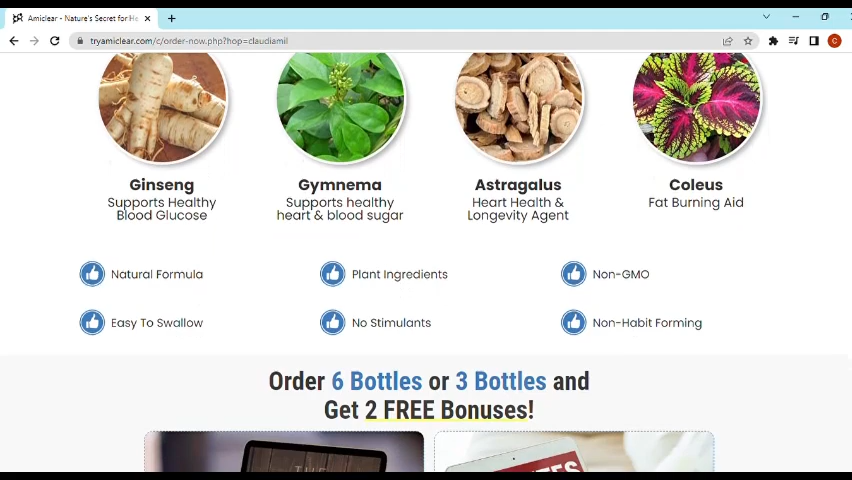 Amiclear - Nature's Secret for He
tryamiclear.com/c/order-now.php?hop=claudiamil
C
Ginseng
Supports Healthy
Blood Glucose
Gymnema
Supports healthy
heart & blood sugar
Astragalus
Heart Health &
Longevity Agent
Coleus
Fat Burning Aid
Natural Formula
Plant Ingredients
Non-GMO
Easy To Swallow
No Stimulants
Non-Habit Forming
Order 6 Bottles or 3 Bottles and
Get 2 FREE Bonuses!
THE